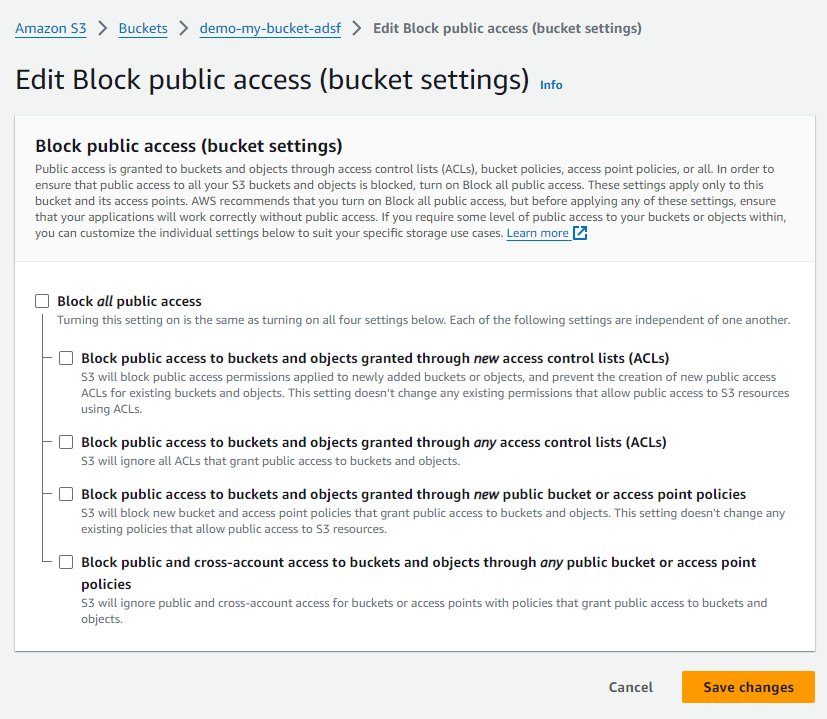 Amazon S3 > Buckets > demo-my-bucket-adsf > Edit Block public access (bucket settings)
Edit Block public access (bucket settings) Info
Block public access (bucket settings)
Public access is granted to buckets and objects through access control lists (ACLs), bucket policies, access point policies, or all. In order to
ensure that public access to all your S3 buckets and objects is blocked, turn on Block all public access. These settings apply only to this
bucket and its access points. AWS recommends that you turn on Block all public access, but before applying any of these settings, ensure
that your applications will work correctly without public access. If you require some level of public access to your buckets or objects within,
you can customize the individual settings below to suit your specific storage use cases. Learn more
Block all public access
Turning this setting on is the same as turning on all four settings below. Each of the following settings are independent of one another.
Block public access to buckets and objects granted through new access control lists (ACLs)
S3 will block public access permissions applied to newly added buckets or objects, and prevent the creation of new public access
ACLs for existing buckets and objects. This setting doesn't change any existing permissions that allow public access to S3 resources
using ACLs.
Block public access to buckets and objects granted through any access control lists (ACLs)
S3 will ignore all ACLs that grant public access to buckets and objects.
Block public access to buckets and objects granted through new public bucket or access point policies
S3 will block new bucket and access point policies that grant public access to buckets and objects. This setting doesn't change any
existing policies that allow public access to S3 resources.
Block public and cross-account access to buckets and objects through any public bucket or access point
policies
S3 will ignore public and cross-account access for buckets or access points with policies that grant public access to buckets and
objects.
Cancel Save changes